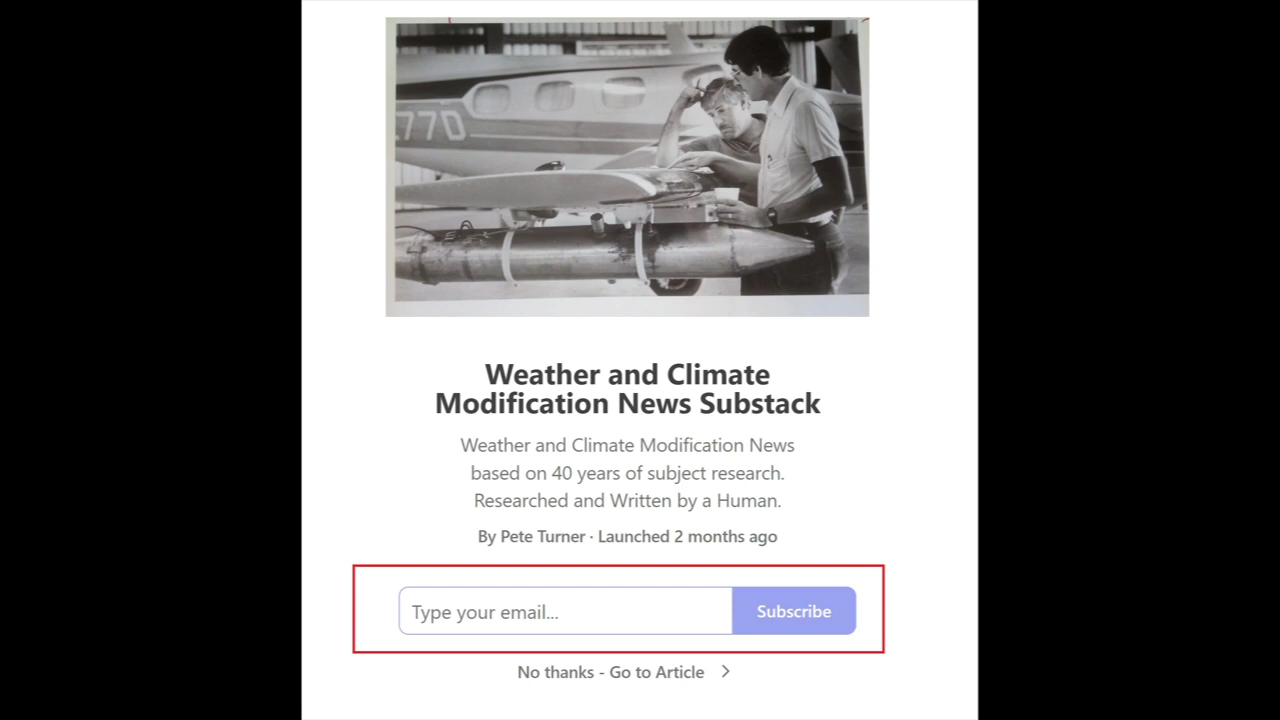 77D
Weather and Climate
Modification News Substack
Weather and Climate Modification News
based on 40 years of subject research.
Researched and Written by a Human.
By Pete Turner · Launched 2 months ago
Type your email...
Subscribe
No thanks - Go to Article